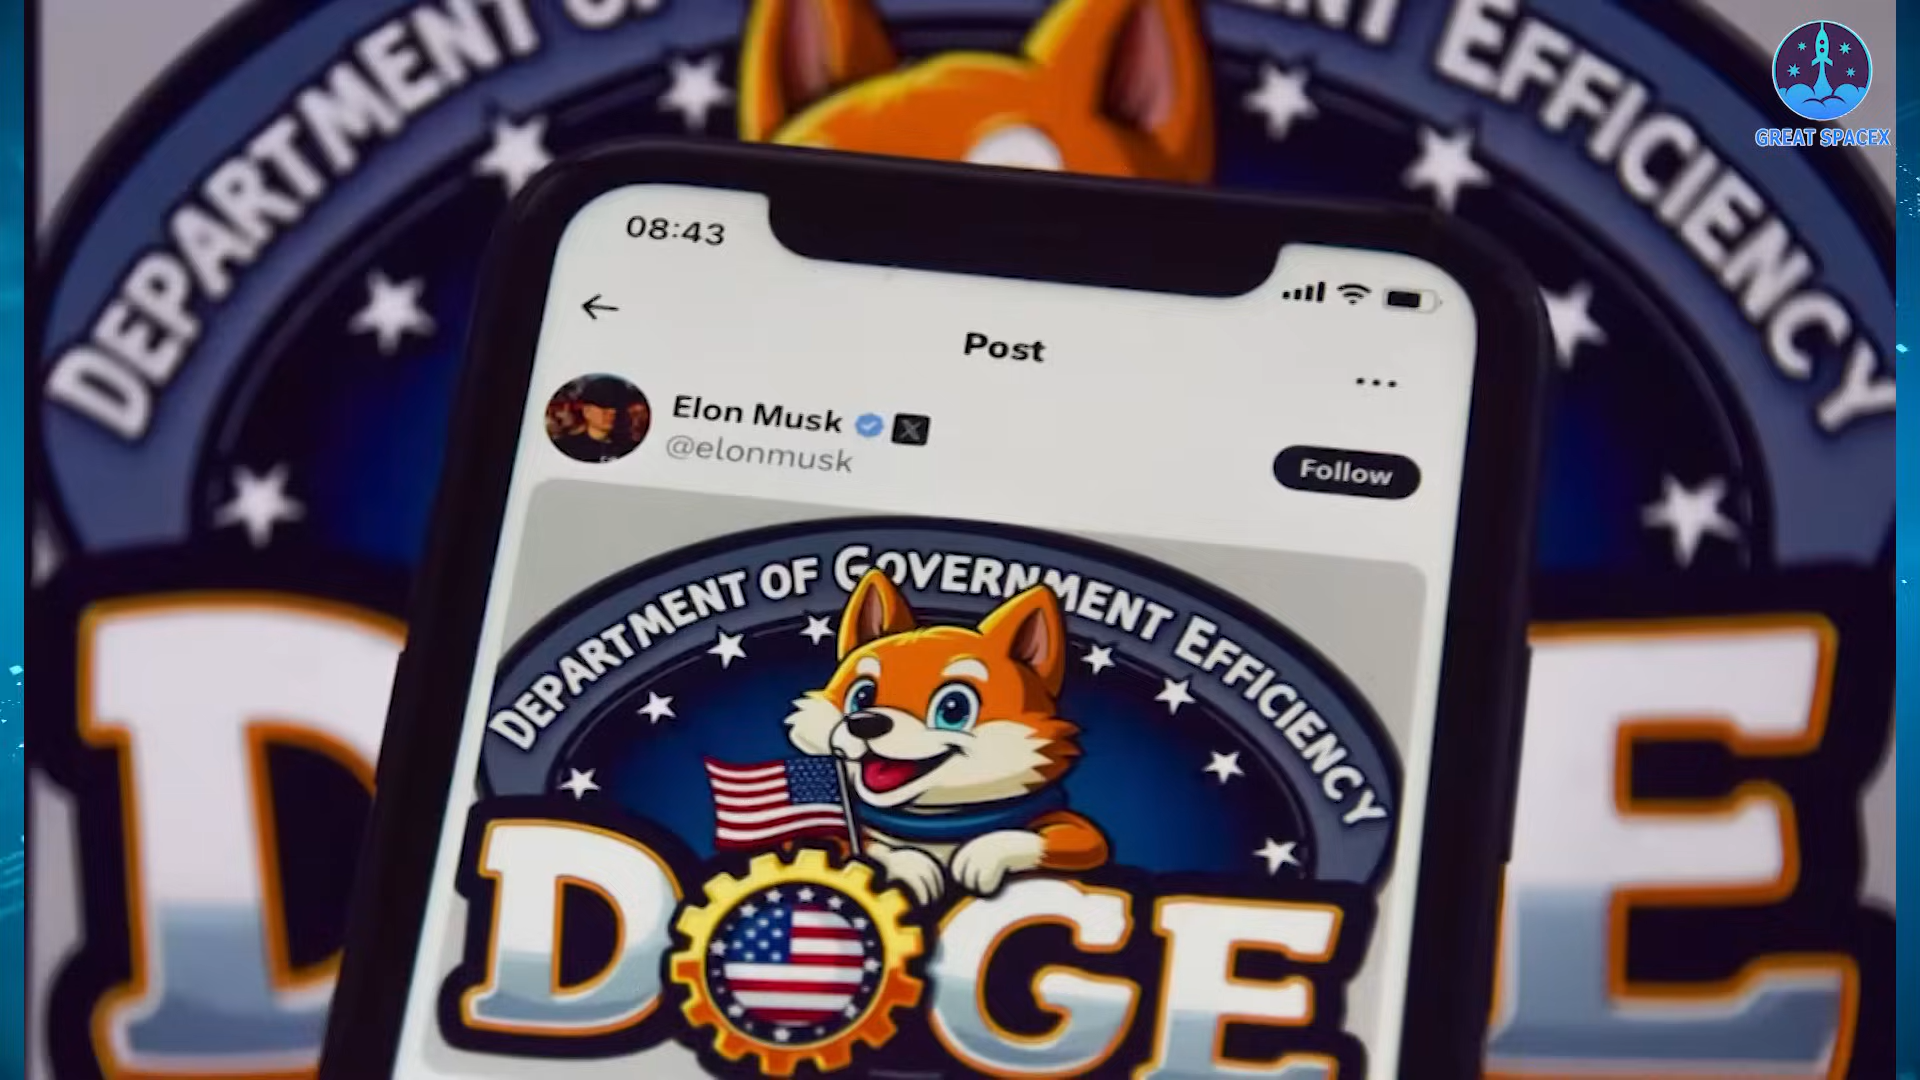 DEPARTMENT OF GOVERNMENT EFFICIENCY
GREAT SPACEX
08:43
Post
Elon Musk
@elonmusk
Follow
DEPARTMENT OF GOVERNMENT EFFICIENCY
DOGE
D E